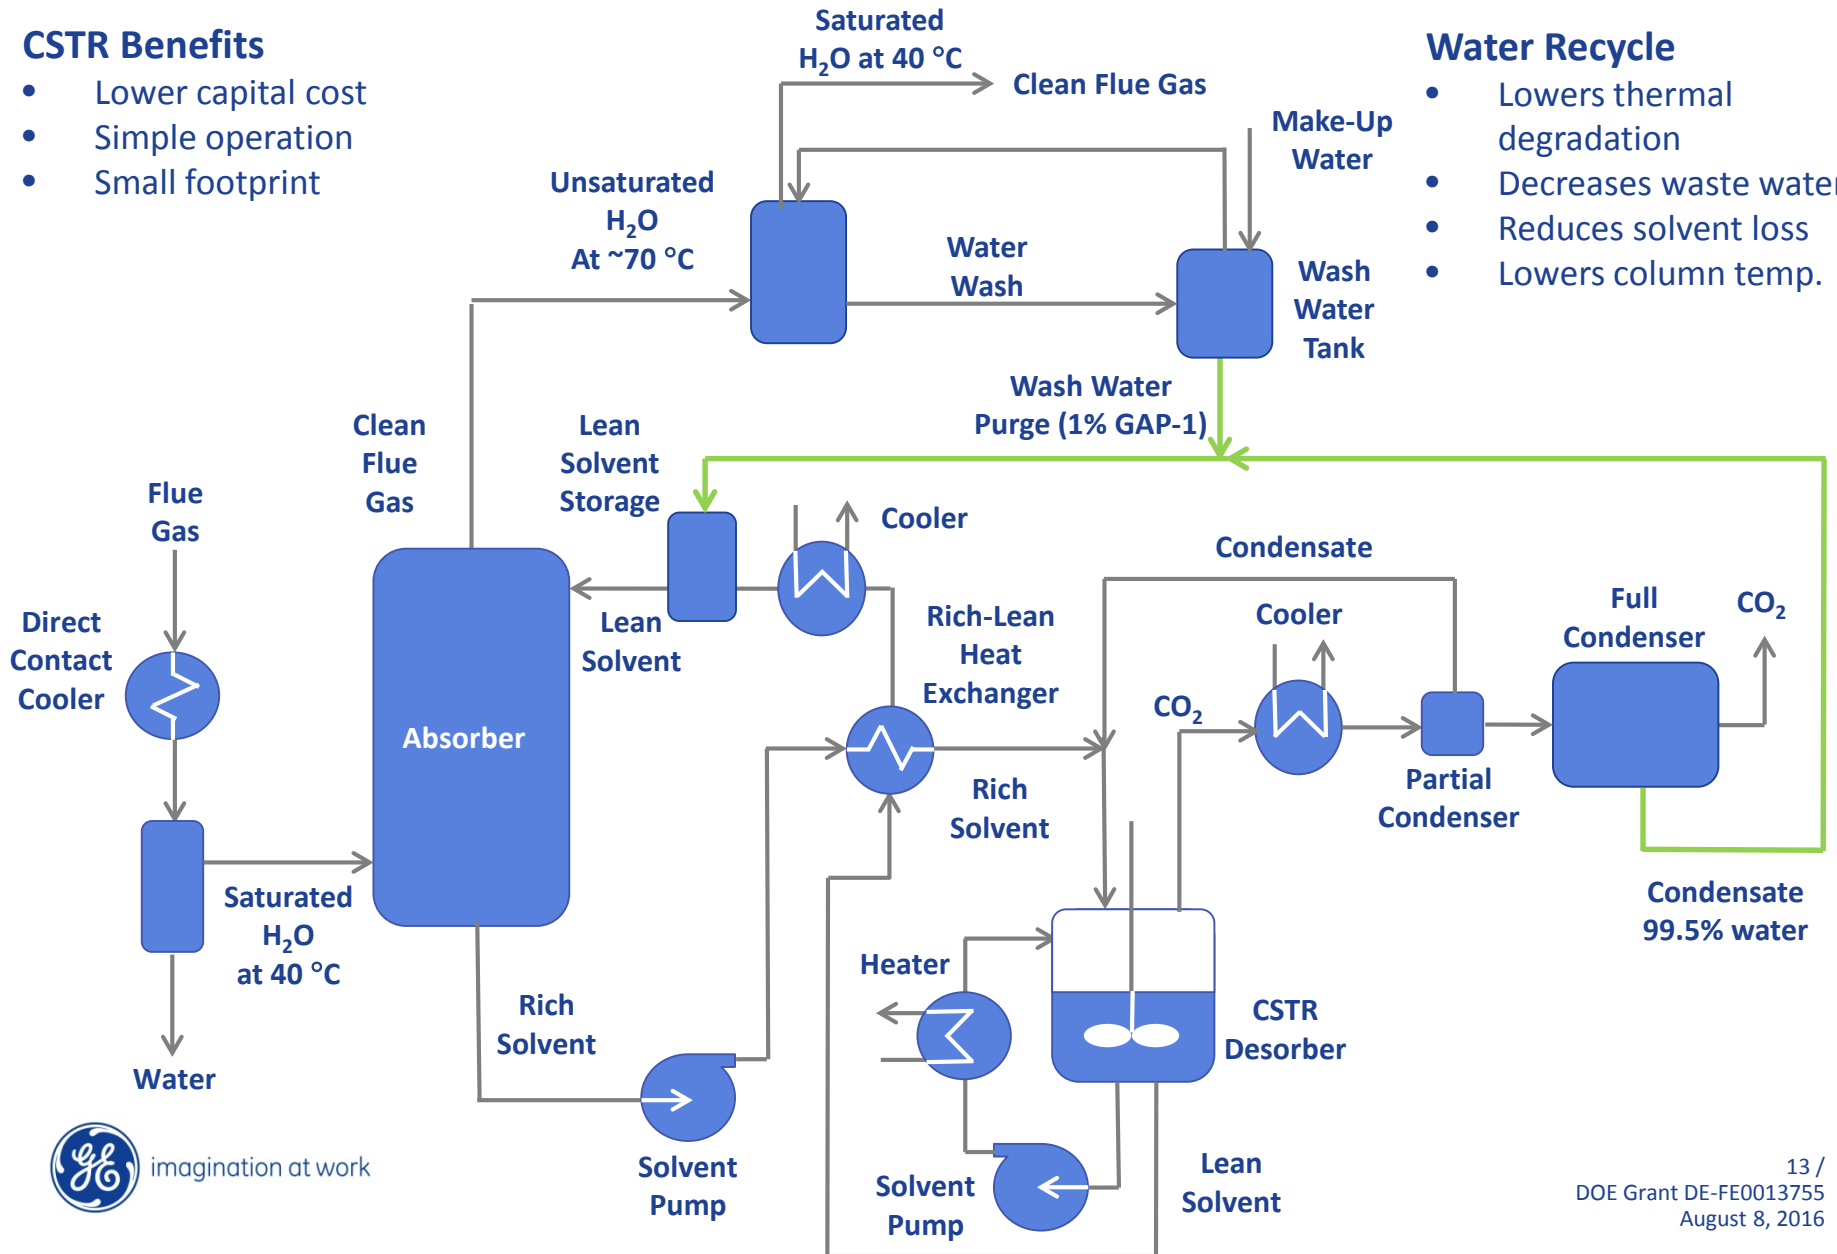 CSTR Benefits
• Lower capital cost
• Simple operation
• Small footprint
Saturated
H₂O at 40 °C
Clean Flue Gas
Make-Up
Water
Water Recycle
• Lowers thermal
degradation
• Decreases waste water
• Reduces solvent loss
• Lowers column temp.
Unsaturated
H₂O
At ~70 °C
Water
Wash
Wash
Water
Tank
Wash Water
Purge (1% GAP-1)
Clean
Flue
Gas
Lean
Solvent
Storage
Flue
Gas
Cooler
Condensate
Direct
Contact
Cooler
Lean
Solvent
Rich-Lean
Heat
Exchanger
Cooler
Full
Condenser
CO₂
CO₂
Absorber
Rich
Solvent
Partial
Condenser
Saturated
H₂O
at 40 °C
Condensate
99.5% water
Heater
Rich
Solvent
CSTR
Desorber
Water
Solvent
Pump
Solvent
Pump
Lean
Solvent
GE
imagination at work
13 /
DOE Grant DE-FE0013755
August 8, 2016